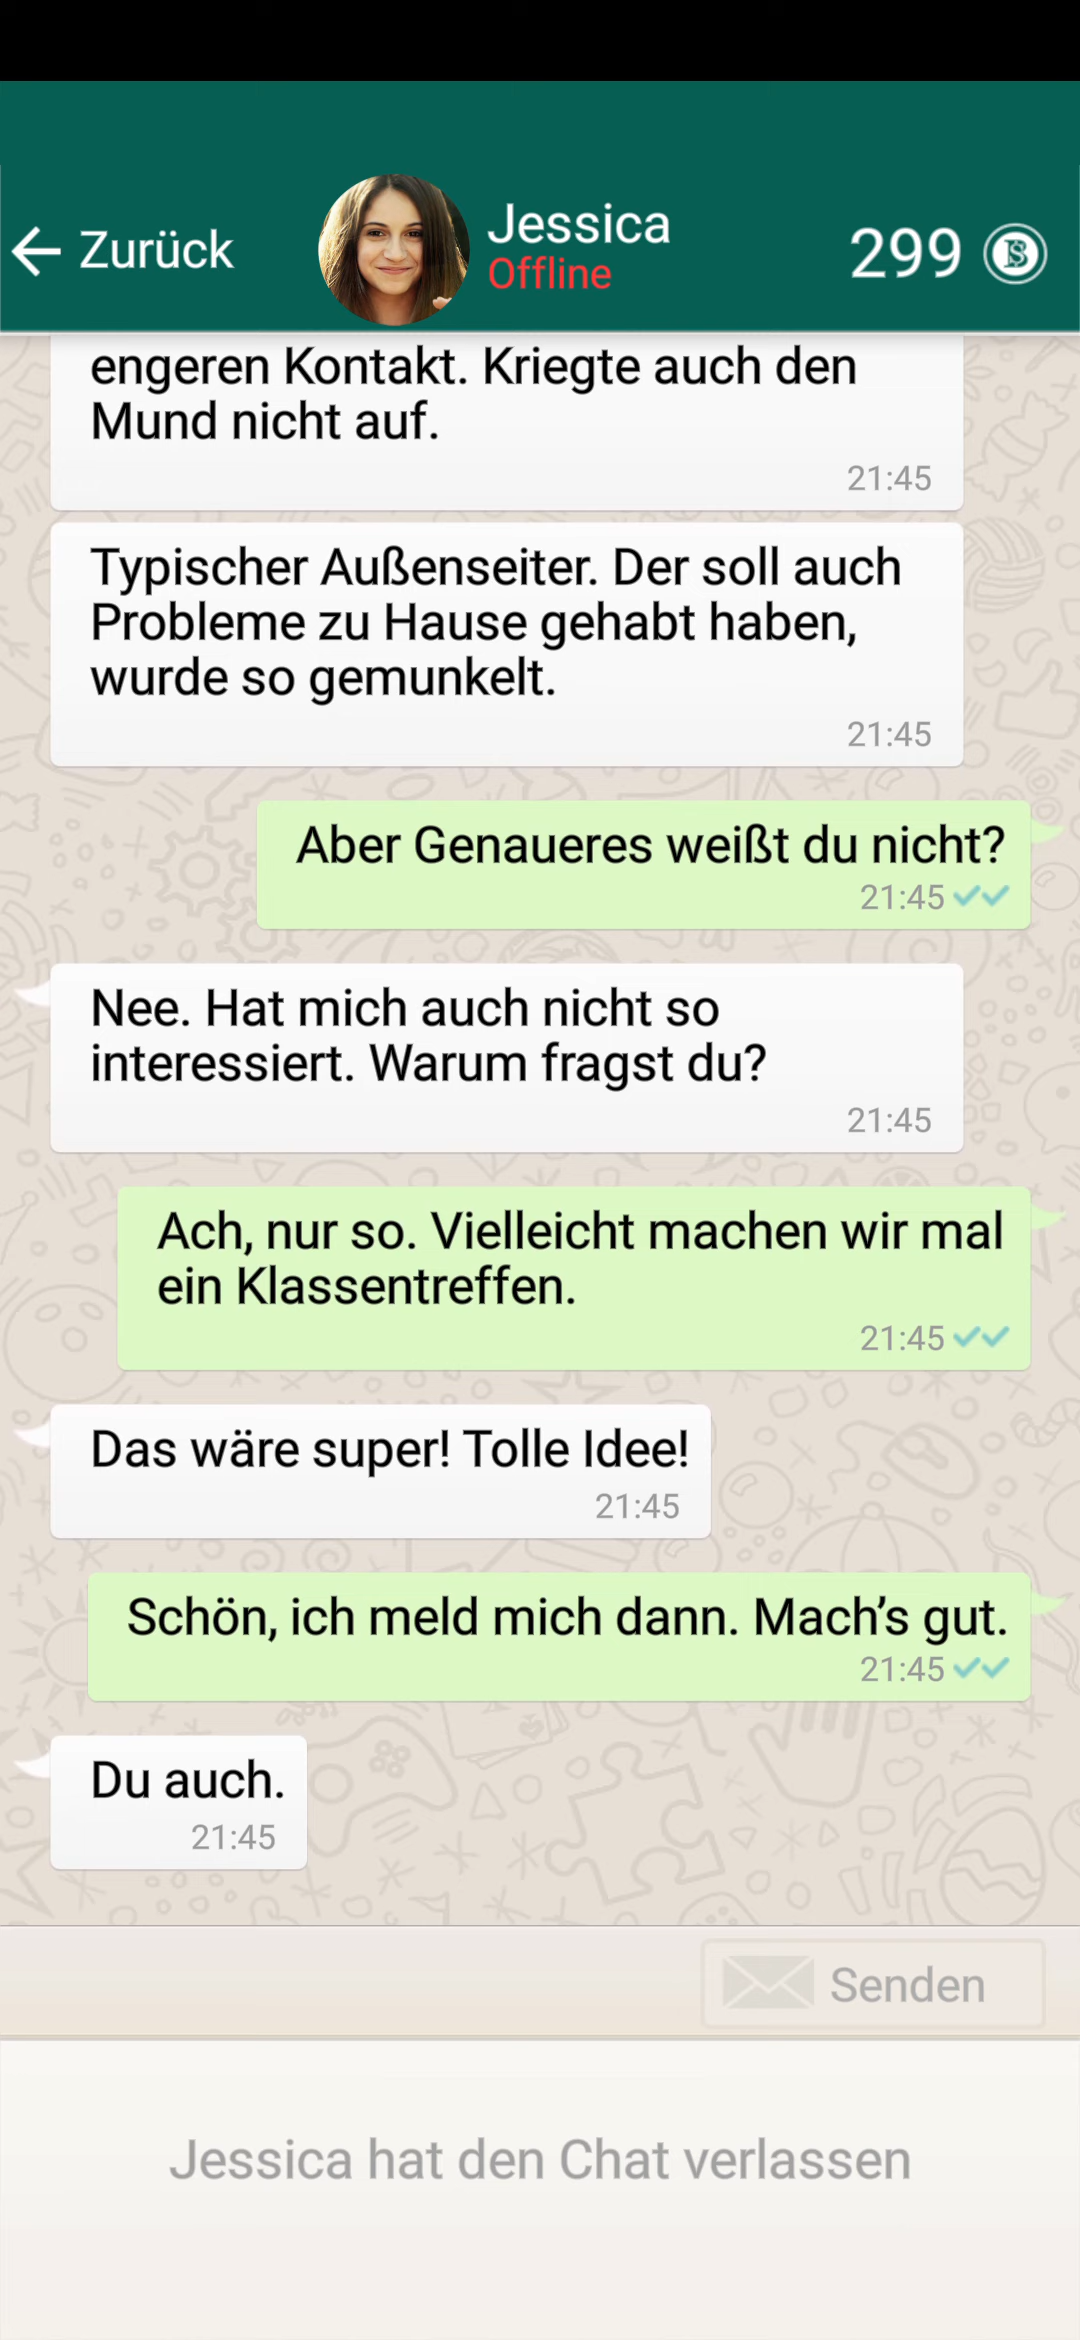 Zurück
Jessica
Offline
299
engeren Kontakt. Kriegte auch den
Mund nicht auf.
21:45
Typischer Außenseiter. Der soll auch
Probleme zu Hause gehabt haben,
wurde so gemunkelt.
21:45
Aber Genaueres weißt du nicht?
21:45
Nee. Hat mich auch nicht so
interessiert. Warum fragst du?
21:45
Ach, nur so. Vielleicht machen wir mal
ein Klassentreffen.
21:45
Das wäre super! Tolle Idee!
21:45
Schön, ich meld mich dann. Mach’s gut.
21:45
Du auch.
21:45
Senden
Jessica hat den Chat verlassen